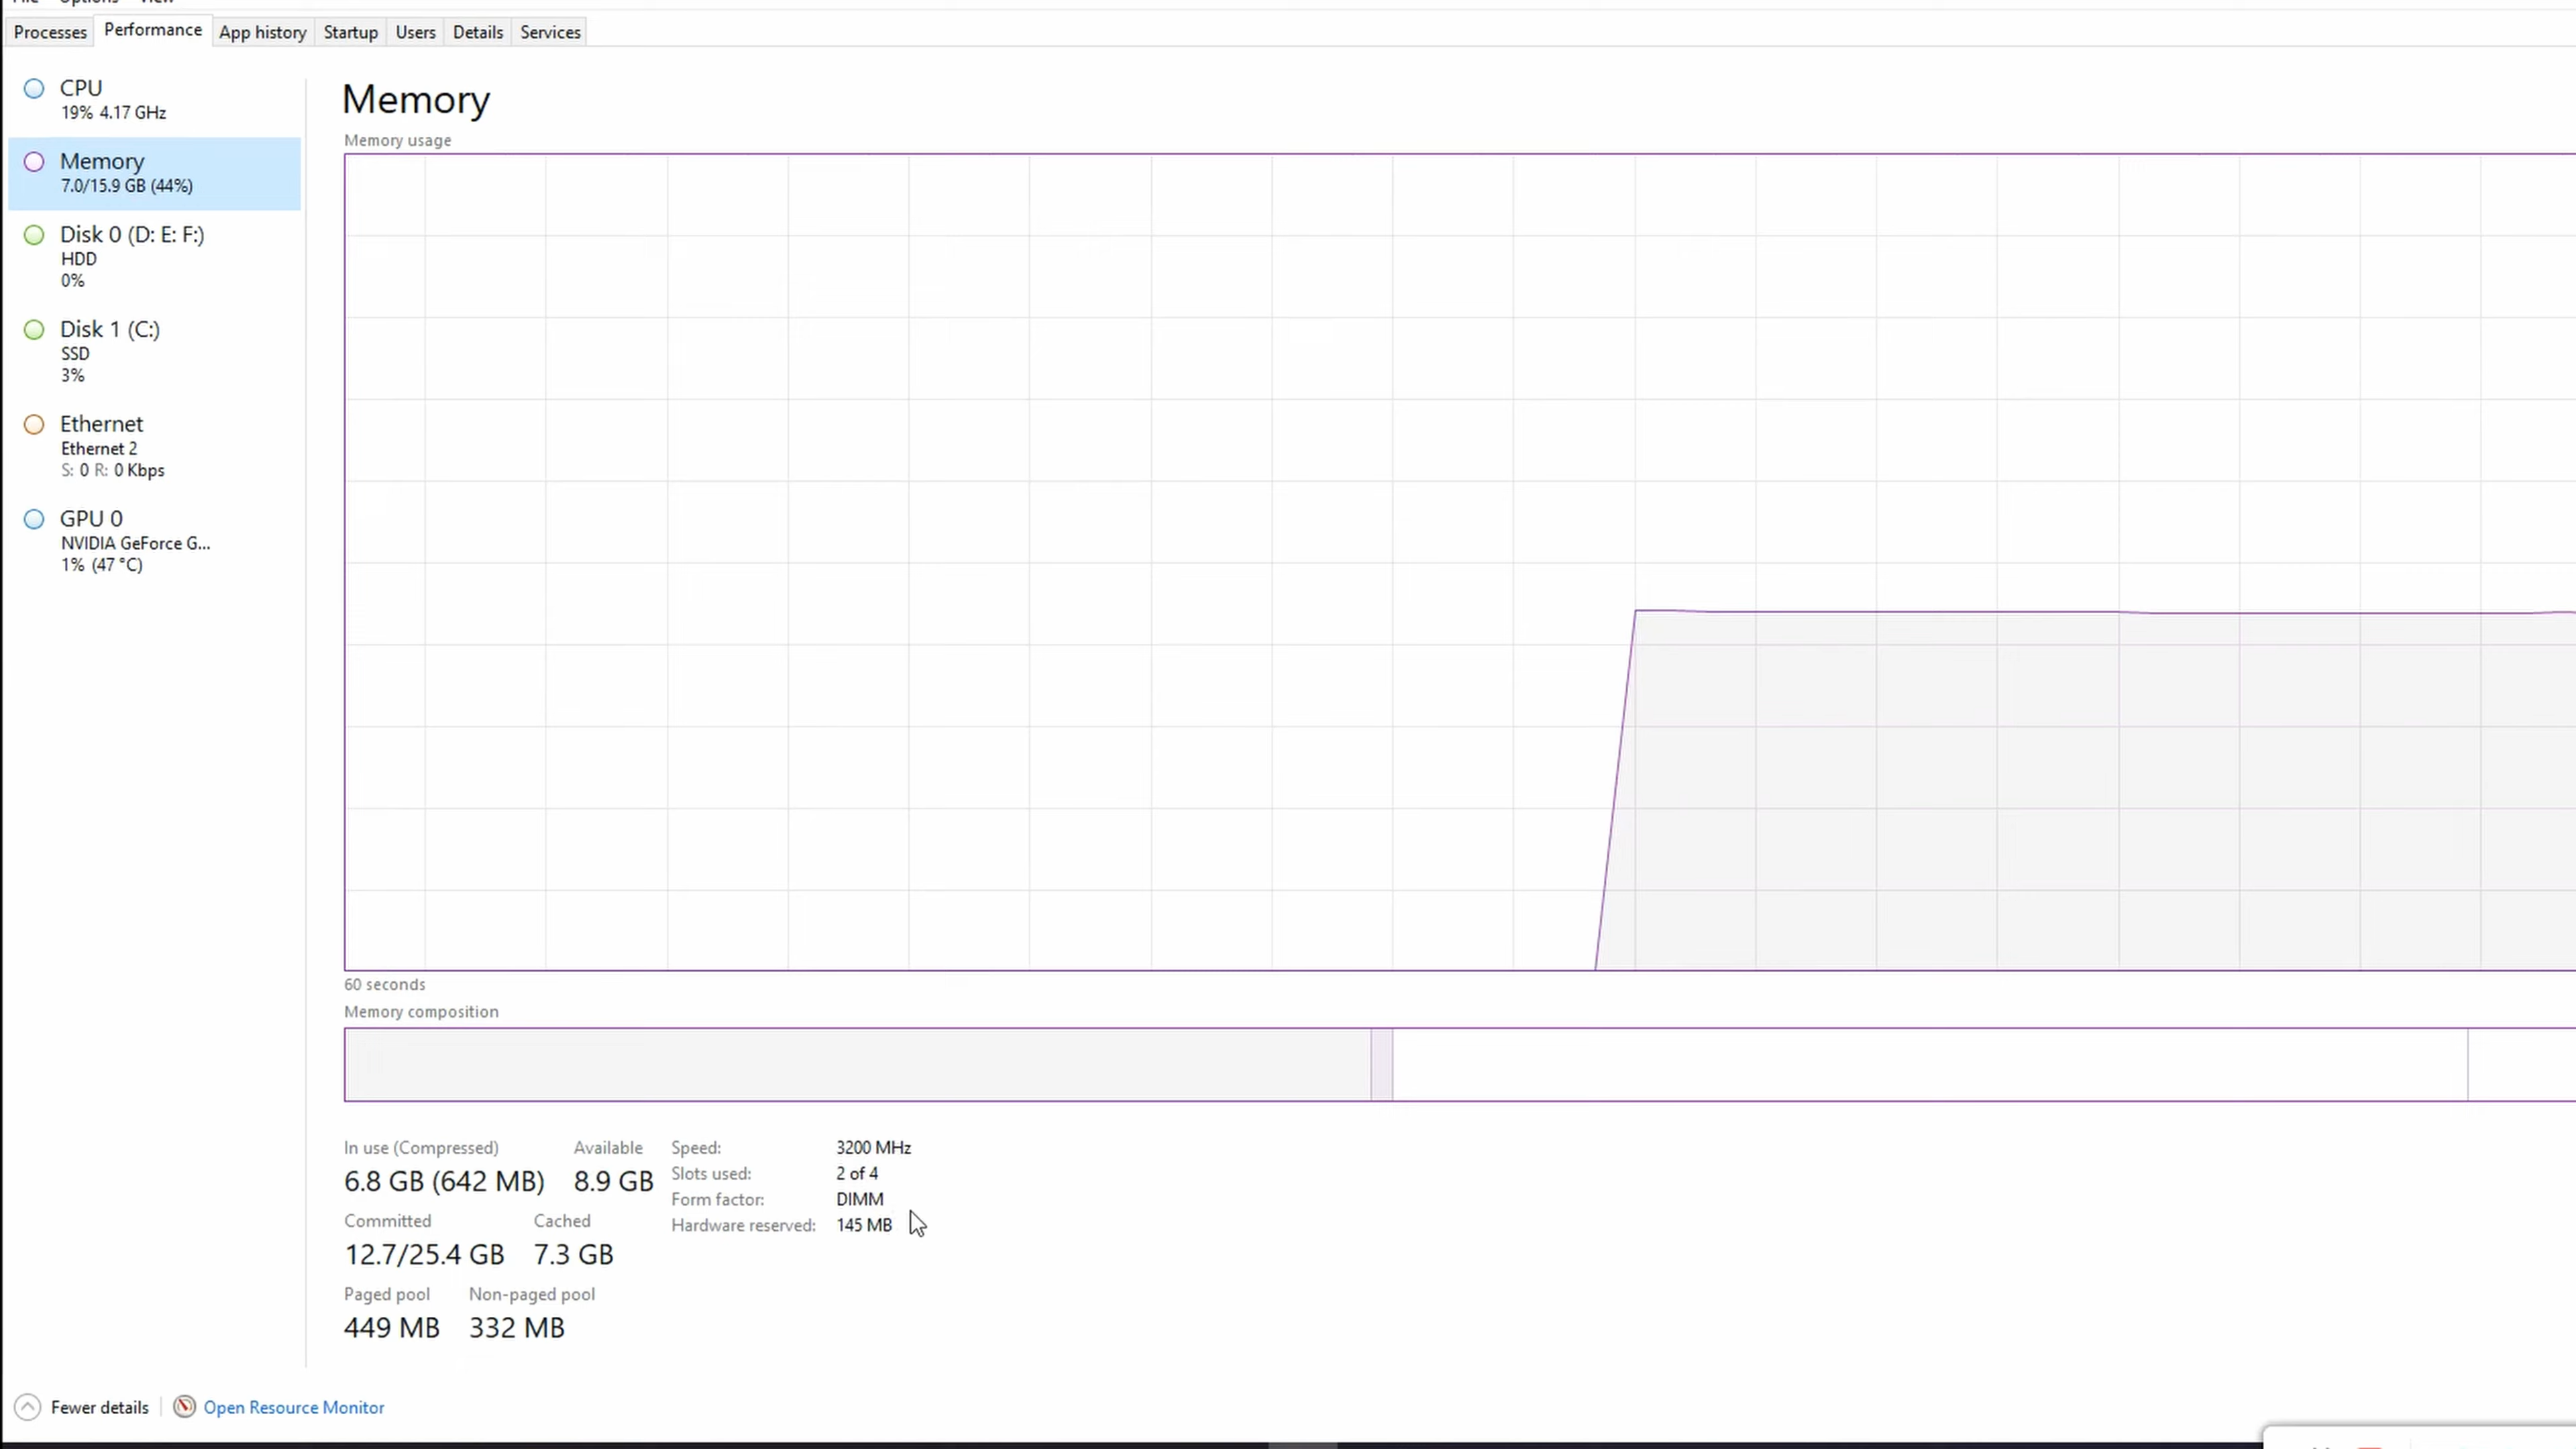 File Options View
Processes Performance App history Startup Users Details Services
CPU
19% 4.17 GHz
Memory
7.0/15.9 GB (44%)
Disk 0 (D: E: F:)
HDD
0%
Disk 1 (C:)
SSD
3%
Ethernet
Ethernet 2
S: 0 R: 0 Kbps
GPU 0
NVIDIA GeForce G...
1% (47 °C)
Memory
Memory usage
60 seconds
Memory composition
In use (Compressed) Available
6.8 GB (642 MB) 8.9 GB
Committed Cached
12.7/25.4 GB 7.3 GB
Paged pool Non-paged pool
449 MB 332 MB
Speed: 3200 MHz
Slots used: 2 of 4
Form factor: DIMM
Hardware reserved: 145 MB
Fewer details Open Resource Monitor